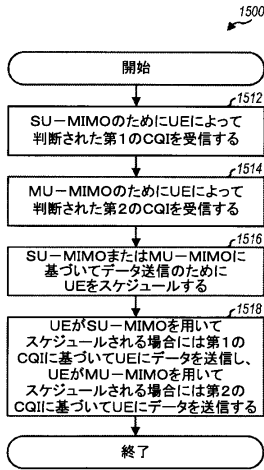 1500
開始
1512
SU-MIMOのためにUEによって
判断された第1のCQIを受信する
1514
MU-MIMOのためにUEによって
判断された第2のCQIを受信する
1516
SU-MIMOまたはMU-MIMOに
基づいてデータ送信のために
UEをスケジュールする
1518
UEがSU-MIMOを用いて
スケジュールされる場合には第1の
CQIに基づいてUEにデータを送信し、
UEがMU-MIMOを用いて
スケジュールされる場合には第2の
CQIに基づいてUEにデータを送信する
終了